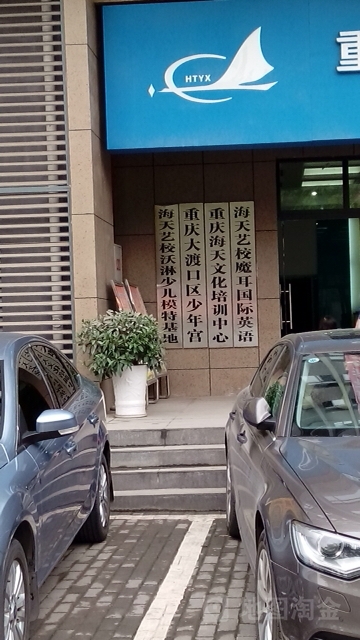 HTYX
重
海天艺校沃淋少儿模特基地
重庆大渡口区少年宫
重庆海天文化培训中心
海天艺校魔耳国际英语